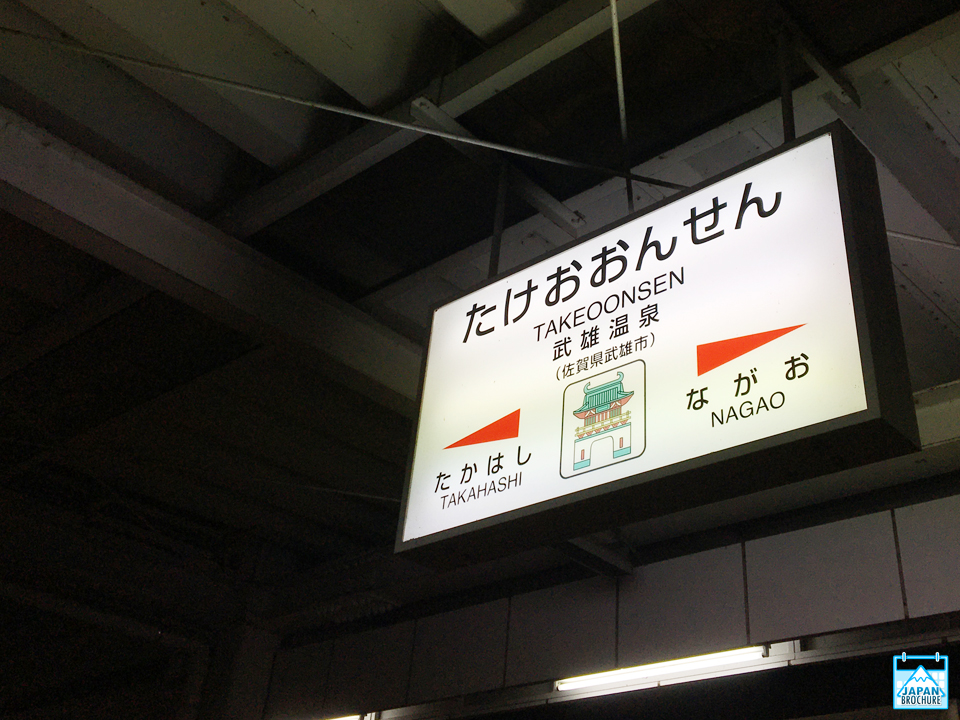 たけおおんせん
TAKEOONSEN
武雄温泉
（佐賀県武雄市）
たかはし
TAKAHASHI
ながお
NAGAO
JAPAN
BROCHURE